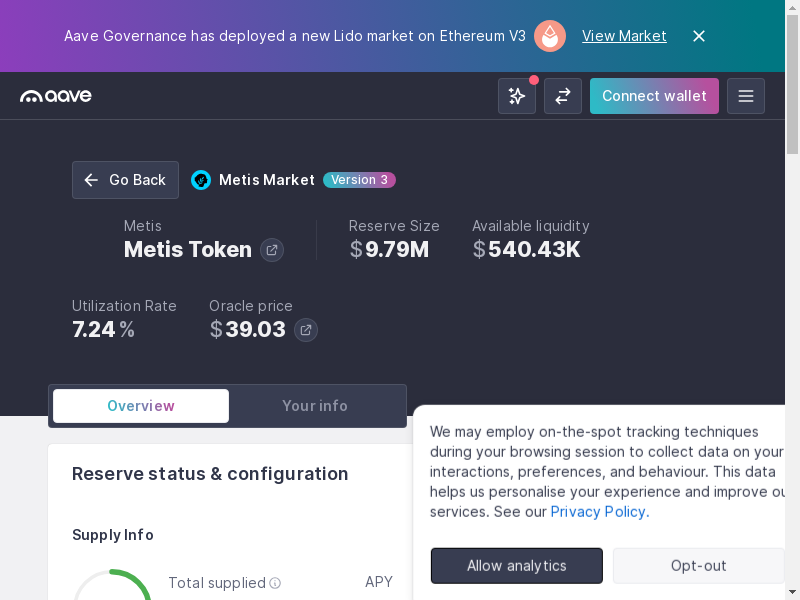 Aave Governance has deployed a new Lido market on Ethereum V3 View Market
aave
Connect wallet
Go Back Metis Market Version 3
Metis Reserve Size Available liquidity
Metis Token $9.79M $540.43K
Utilization Rate Oracle price
7.24% $39.03
Overview Your info
We may employ on-the-spot tracking techniques
during your browsing session to collect data on your
interactions, preferences, and behaviour. This data
helps us personalise your experience and improve ou
services. See our Privacy Policy.
Allow analytics Opt-out
Reserve status & configuration
Supply Info
Total supplied APY